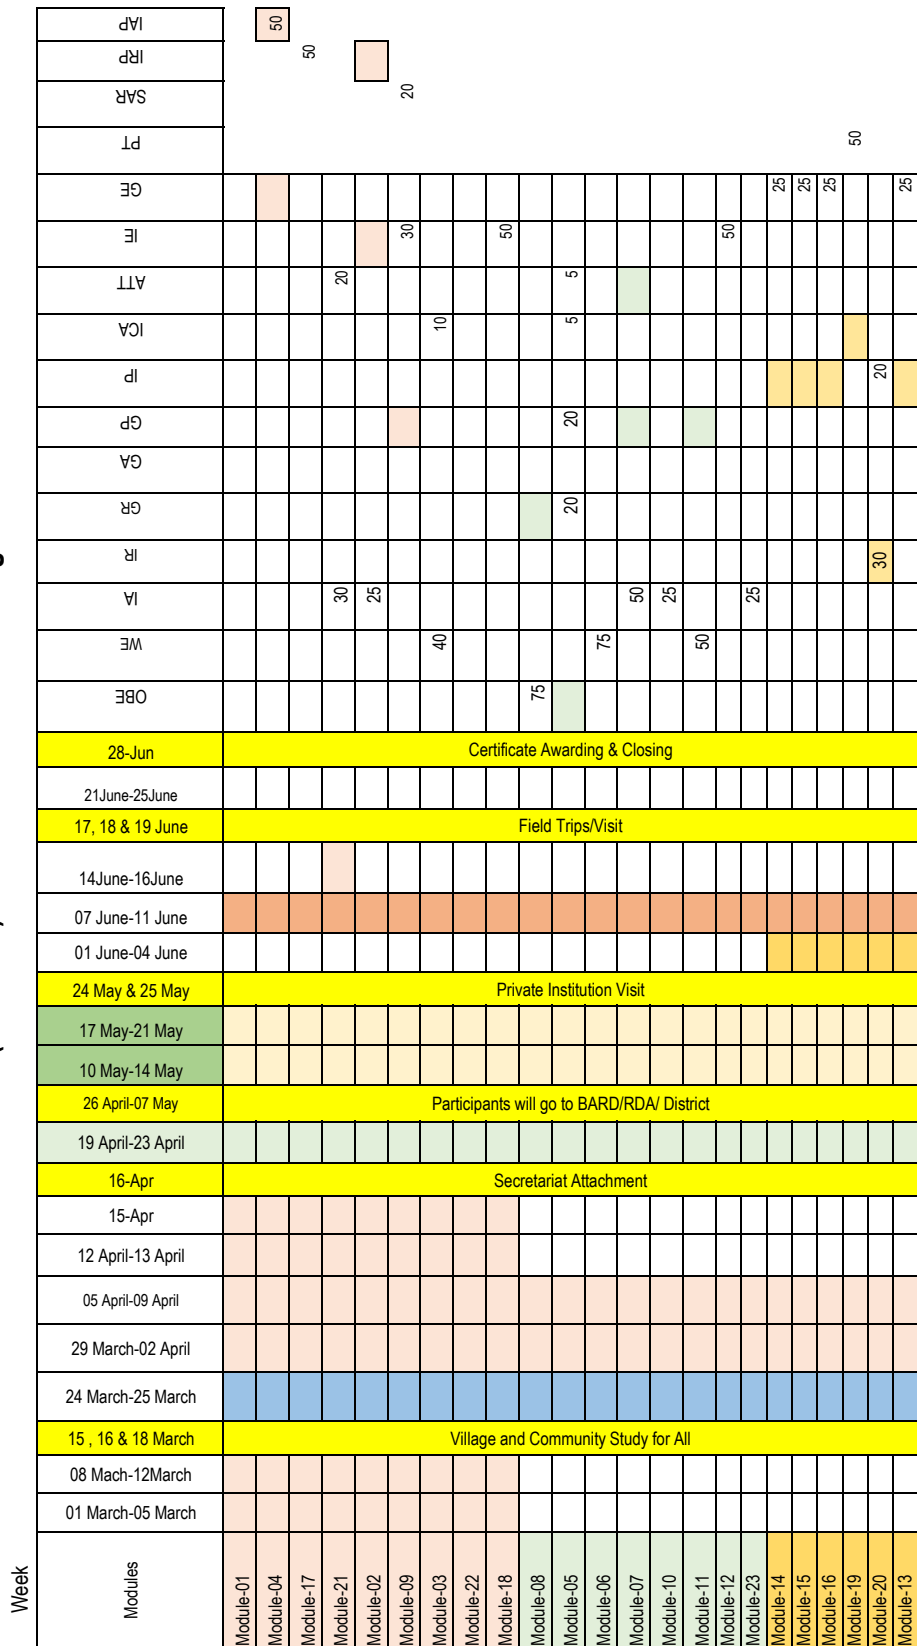 IAP 50
IRP 50
SAR 20
PT 50
GE 25 25 25 25
IE 30 50 50
ATT 20 5
ICA 10 5
IP 20
GP 20
GA
GR 20
IR 30
IA 30 25 50 25 25
WE 40 75 50
OBE 75
28-Jun Certificate Awarding & Closing
21June-25June
17, 18 & 19 June Field Trips/Visit
14June-16June
07 June-11 June
01 June-04 June
24 May & 25 May Private Institution Visit
17 May-21 May
10 May-14 May
26 April-07 May Participants will go to BARD/RDA/ District
19 April-23 April
16-Apr Secretariat Attachment
15-Apr
12 April-13 April
05 April-09 April
29 March-02 April
24 March-25 March
15 , 16 & 18 March Village and Community Study for All
08 Mach-12March
01 March-05 March
Week
Modules
Module-01
Module-04
Module-17
Module-21
Module-02
Module-09
Module-03
Module-22
Module-18
Module-08
Module-05
Module-06
Module-07
Module-10
Module-11
Module-12
Module-23
Module-14
Module-15
Module-16
Module-19
Module-20
Module-13